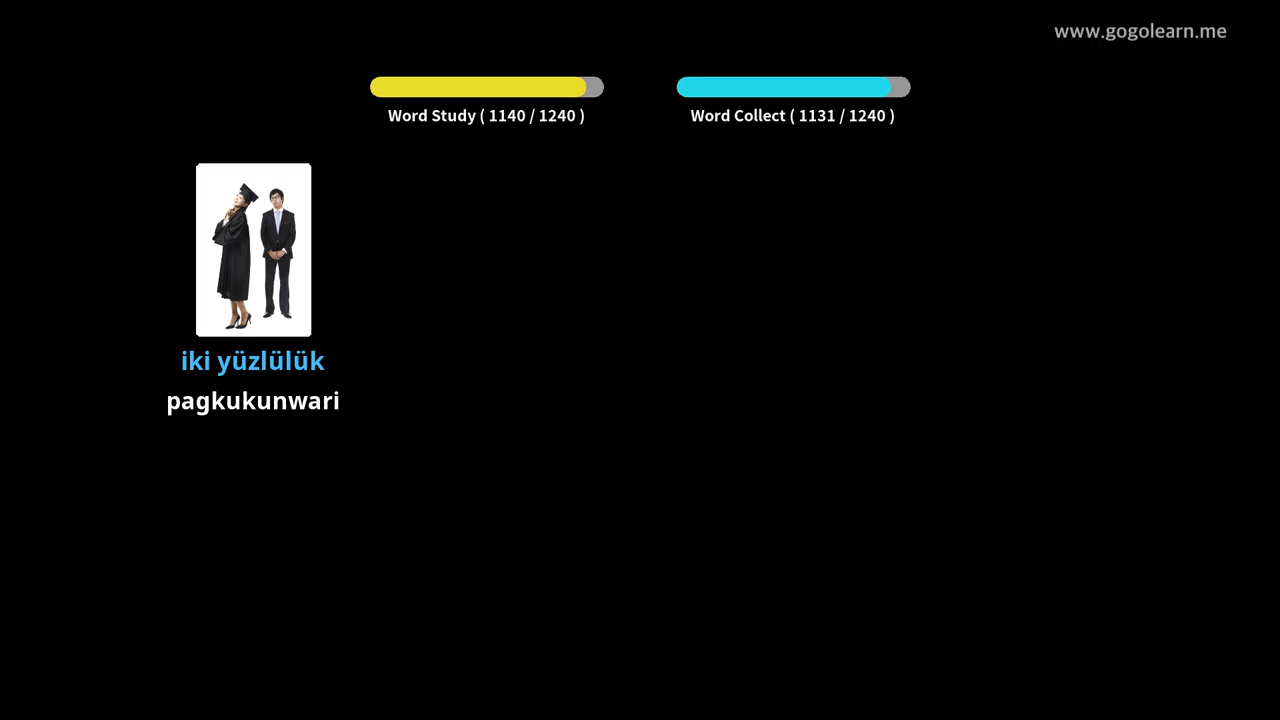 www.gogolearn.me
Word Study ( 1140 / 1240 )
Word Collect ( 1131 / 1240 )
iki yüzlülük
pagkukunwari